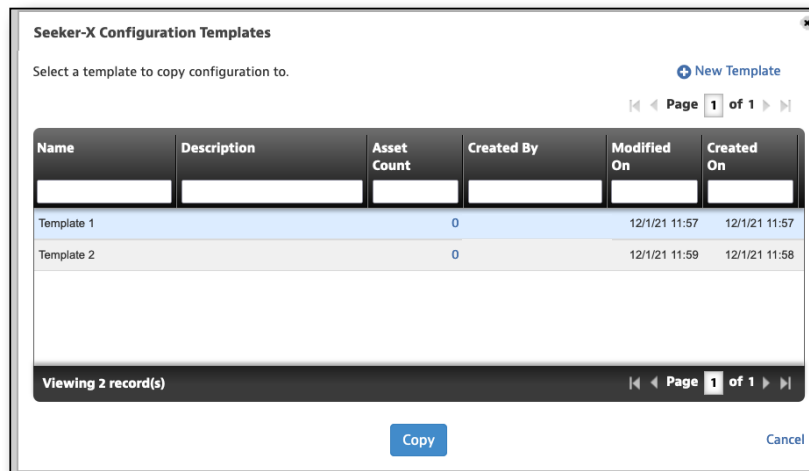 Seeker-X Configuration Templates
Select a template to copy configuration to.
New Template
Page 1 of 1
Name Description Asset Count Created By Modified On Created On
Template 1 0 12/1/21 11:57 12/1/21 11:57
Template 2 0 12/1/21 11:59 12/1/21 11:58
Viewing 2 record(s) Page 1 of 1
Copy Cancel